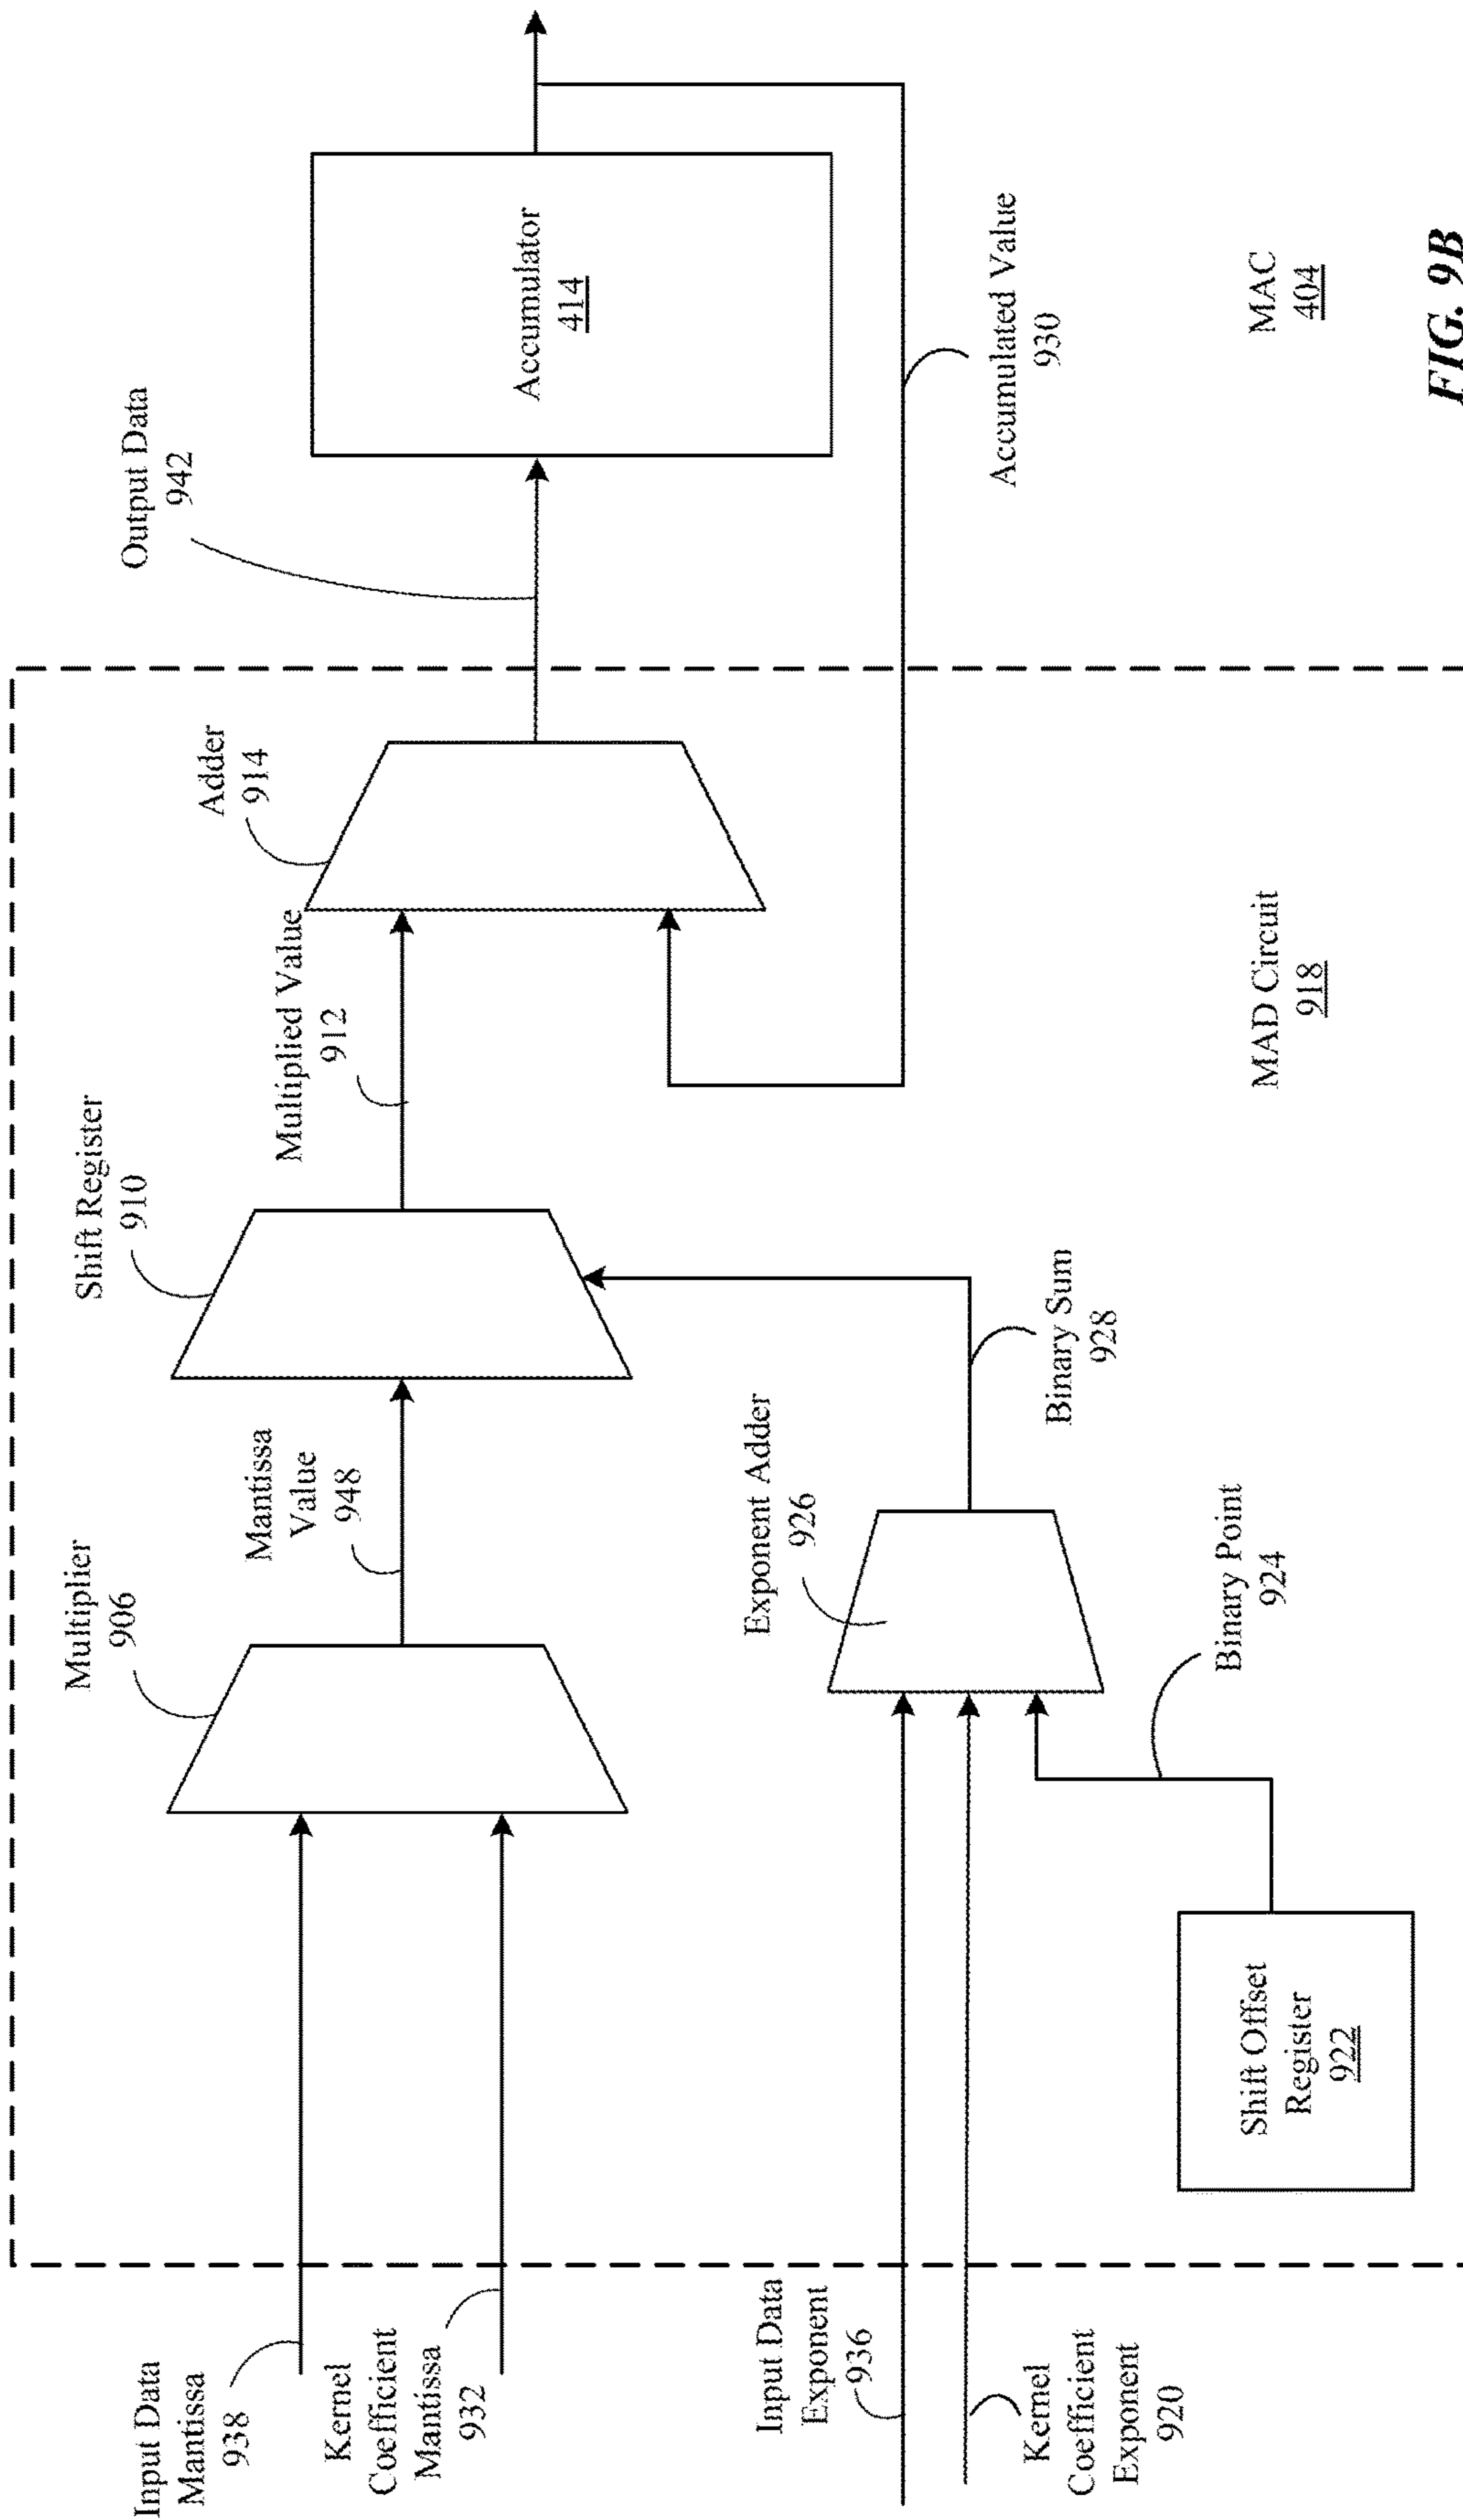 Input Data
Mantissa
938
Kernel
Coefficient
Mantissa
932
Input Data
Exponent
936
Kernel
Coefficient
Exponent
920
Multiplier
906
Mantissa
Value
948
Shift Register
910
Multiplied Value
912
Adder
914
Output Data
942
Accumulator
414
Exponent Adder
926
Binary Sum
928
Binary Point
924
Shift Offset
Register
922
Accumulated Value
930
MAD Circuit
918
MAC
404
FIG. 9B